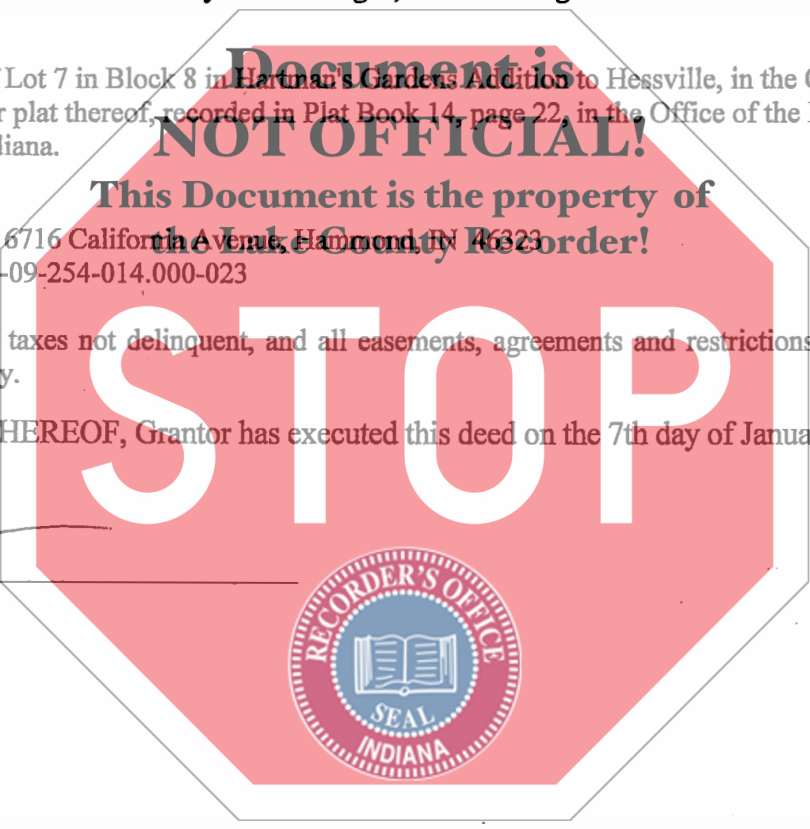 Document is
Lot 7 in Block 8 in Hartman's Gardens Addition to Hessville, in the
plat thereof, recorded in Plat Book 14, page 22, in the Office of the
NOT OFFICIAL!
diana.
This Document is the property of
6716 California Avenue, Hammond, IN 46323
the Lake County Recorder!
-09-254-014.000-023
taxes not delinquent, and all easements, agreements and restrictions
y.
STOP
HEREOF, Grantor has executed this deed on the 7th day of Janua
RECORDER'S OFFICE
SEAL
INDIANA